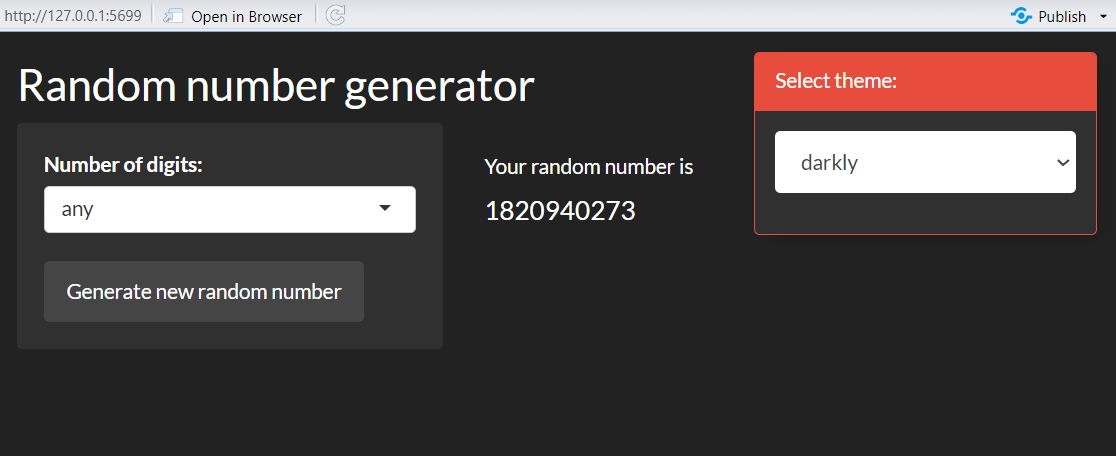 http://127.0.0.1:5699 Open in Browser Publish
Random number generator
Select theme:
darkly
Number of digits:
any
Generate new random number
Your random number is
1820940273